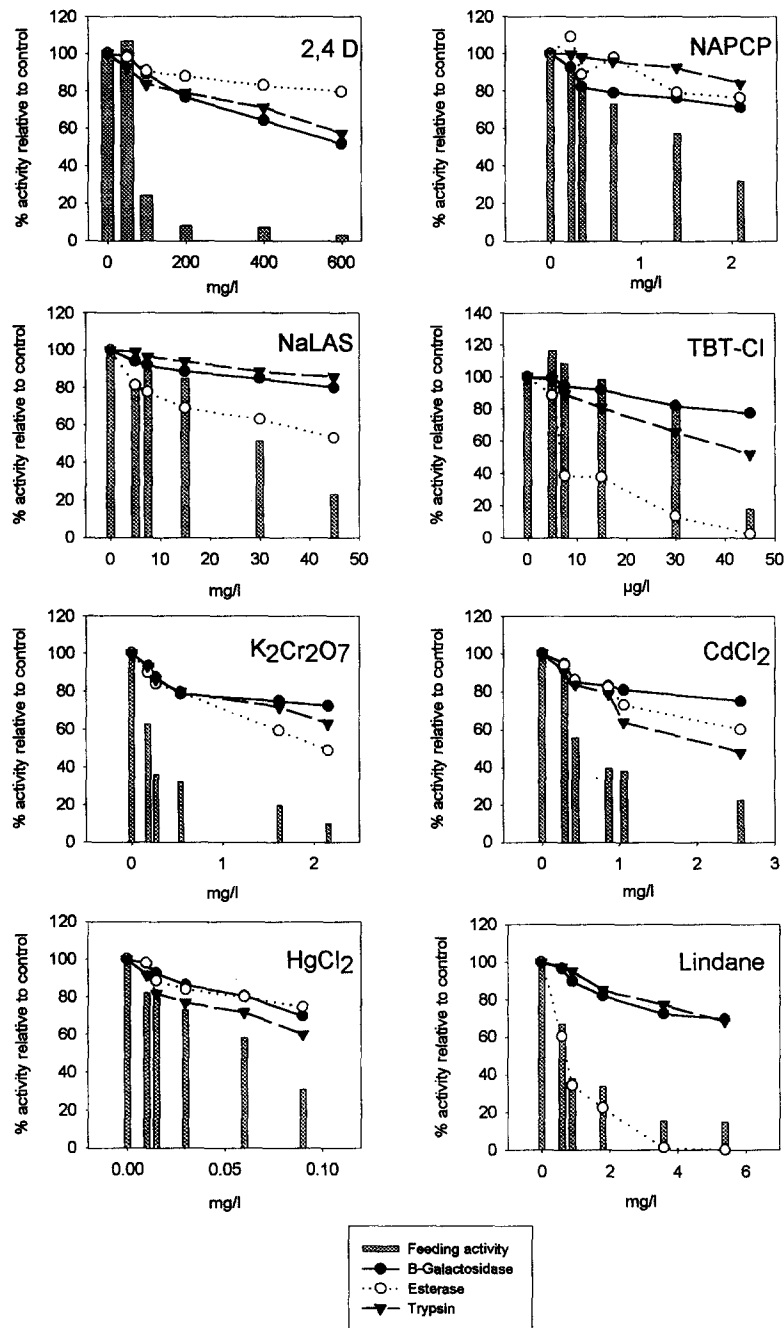 2,4 D
% activity relative to control
120
100
80
60
40
20
0
0 200 400 600
mg/l
NAPCP
% activity relative to control
120
100
80
60
40
20
0
0 1 2
mg/l
NaLAS
% activity relative to control
120
100
80
60
40
20
0
0 10 20 30 40 50
mg/l
TBT-Cl
% activity relative to control
140
120
100
80
60
40
20
0
0 10 20 30 40 50
µg/l
K2Cr2O7
% activity relative to control
120
100
80
60
40
20
0
0 1 2
mg/l
CdCl2
% activity relative to control
120
100
80
60
40
20
0
0 1 2 3
mg/l
HgCl2
% activity relative to control
120
100
80
60
40
20
0
0.00 0.05 0.10
mg/l
Lindane
% activity relative to control
120
100
80
60
40
20
0
0 2 4 6
mg/l
Feeding activity
B-Galactosidase
Esterase
Trypsin